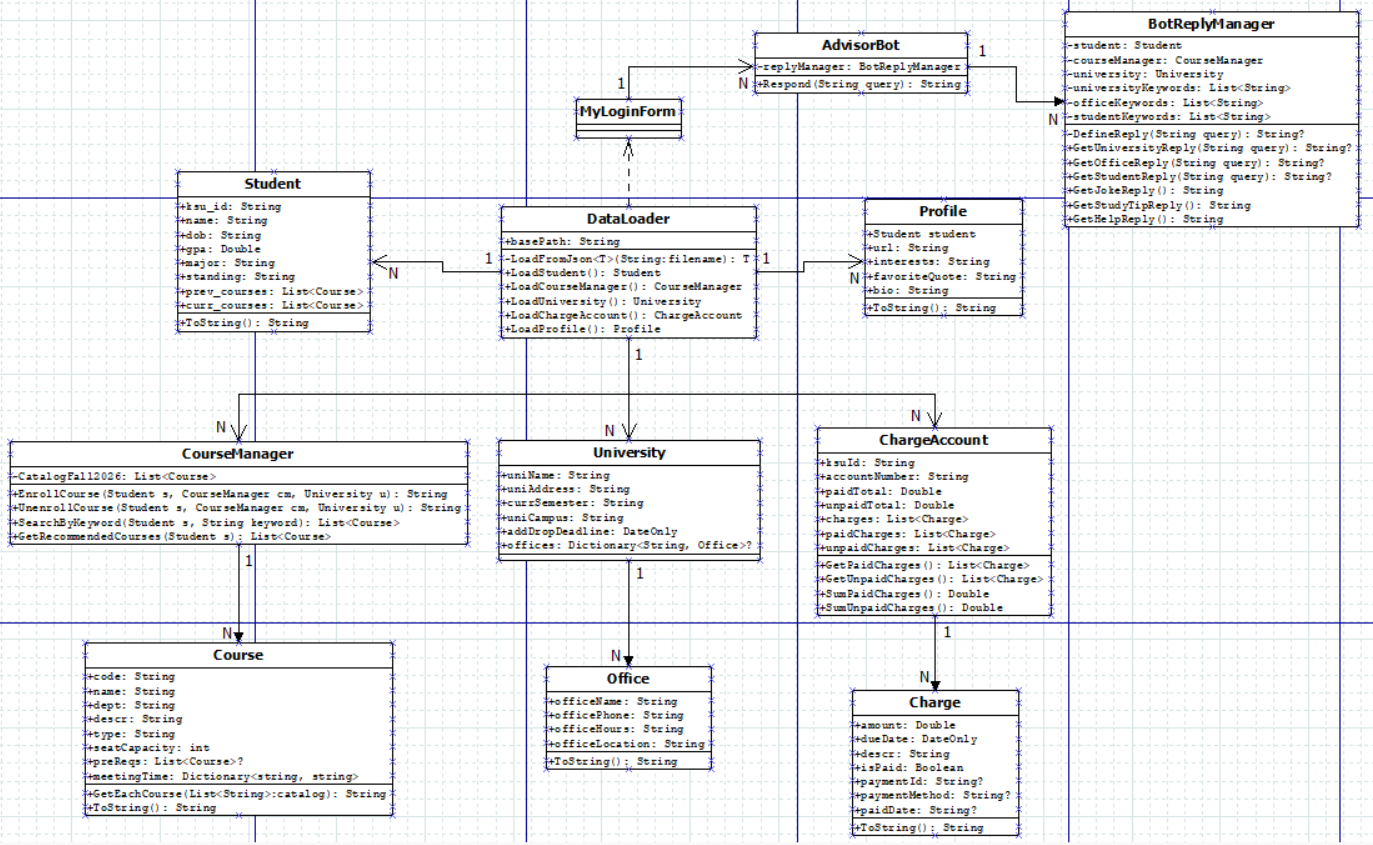 BotReplyManager
-student: Student
-courseManager: CourseManager
-university: University
-universityKeywords: List<String>
-officeKeywords: List<String>
-studentKeywords: List<String>
-DefineReply(String query): String?
+GetUniversityReply(String query): String?
+GetOfficeReply(String query): String?
+GetStudentReply(String query): String?
+GetJokeReply(): String
+GetStudyTipReply(): String
+GetHelpReply(): String
AdvisorBot
-replyManager: BotReplyManager
+Respond(String query): String
1
N
1
N
MyLoginForm
Student
+ksu_id: String
+name: String
+dob: String
+gpa: Double
+major: String
+standing: String
+prev_courses: List<Course>
+curr_courses: List<Course>
+ToString(): String
DataLoader
+basePath: String
-LoadFromJson<T>(String:filename): T
+LoadStudent(): Student
+LoadCourseManager(): CourseManager
+LoadUniversity(): University
+LoadChargeAccount(): ChargeAccount
+LoadProfile(): Profile
1
N
1
N
1
Profile
+Student student
+url: String
+interests: String
+favoriteQuote: String
+bio: String
+ToString(): String
N
N
N
CourseManager
-CatalogFall2026: List<Course>
+EnrollCourse(Student s, CourseManager cm, University u): String
+UnenrollCourse(Student s, CourseManager cm, University u): String
+SearchByKeyword(Student s, String keyword): List<Course>
+GetRecommendedCourses(Student s): List<Course>
University
+uniName: String
+uniAddress: String
+currSemester: String
+uniCampus: String
+addDropDeadline: DateOnly
+offices: Dictionary<String, Office>?
ChargeAccount
+ksuId: String
+accountNumber: String
+paidTotal: Double
+unpaidTotal: Double
+charges: List<Charge>
+paidCharges: List<Charge>
+unpaidCharges: List<Charge>
+GetPaidCharges(): List<Charge>
+GetUnpaidCharges(): List<Charge>
+SumPaidCharges(): Double
+SumUnpaidCharges(): Double
1
N
1
N
1
N
Course
+code: String
+name: String
+dept: String
+descr: String
+type: String
+seatCapacity: int
+preReqs: List<Course>?
+meetingTime: Dictionary<string, string>
+GetEachCourse(List<String>:catalog): String
+ToString(): String
Office
+officeName: String
+officePhone: String
+officeHours: String
+officeLocation: String
+ToString(): String
Charge
+amount: Double
+dueDate: DateOnly
+descr: String
+isPaid: Boolean
+paymentId: String?
+paymentMethod: String?
+paidDate: String?
+ToString(): String